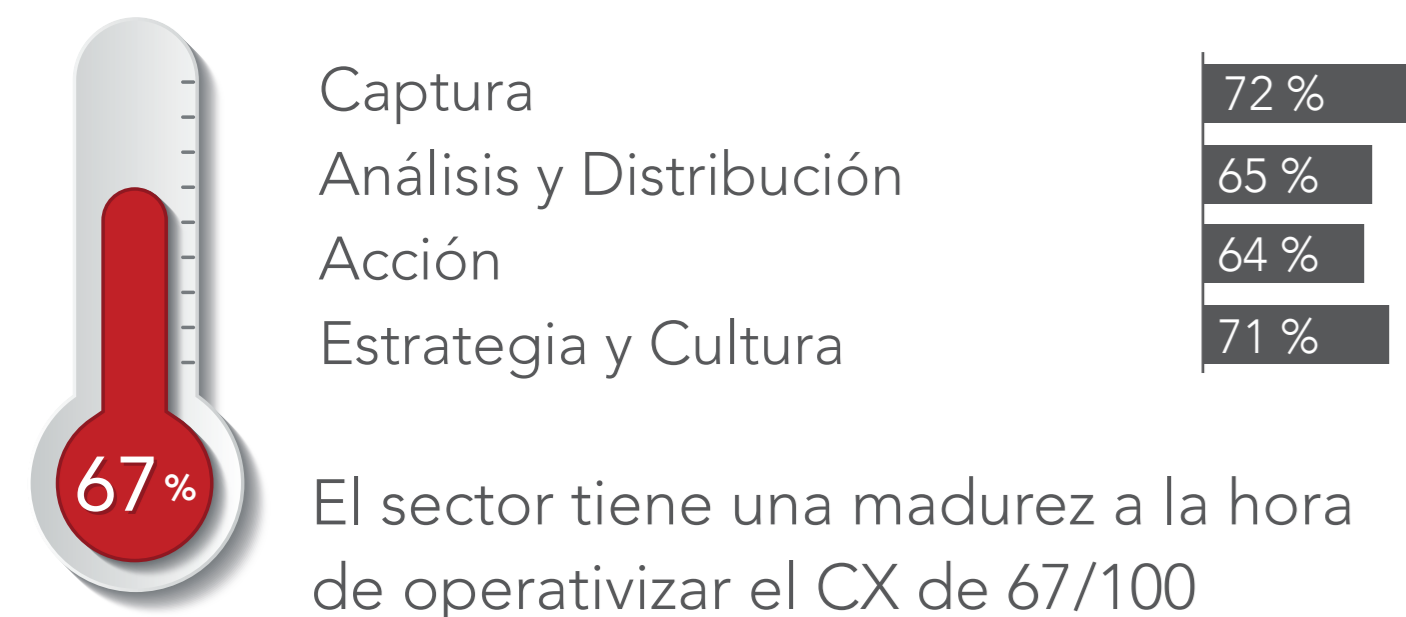 Captura 72 %
Análisis y Distribución 65 %
Acción 64 %
Estrategia y Cultura 71 %
67 %
El sector tiene una madurez a la hora
de operativizar el CX de 67/100